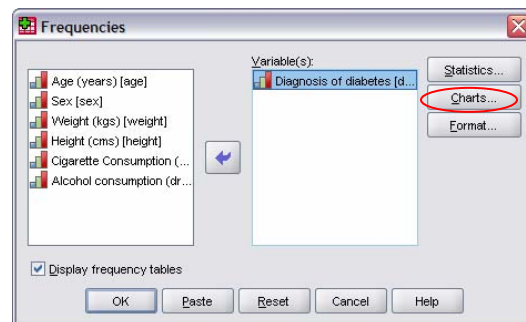 Frequencies
Variable(s):
Age (years) [age]
Sex [sex]
Weight (kgs) [weight]
Height (cms) [height]
Cigarette Consumption (...
Alcohol consumption (dr...
Diagnosis of diabetes [d...
Statistics...
Charts...
Format...
Display frequency tables
OK Paste Reset Cancel Help